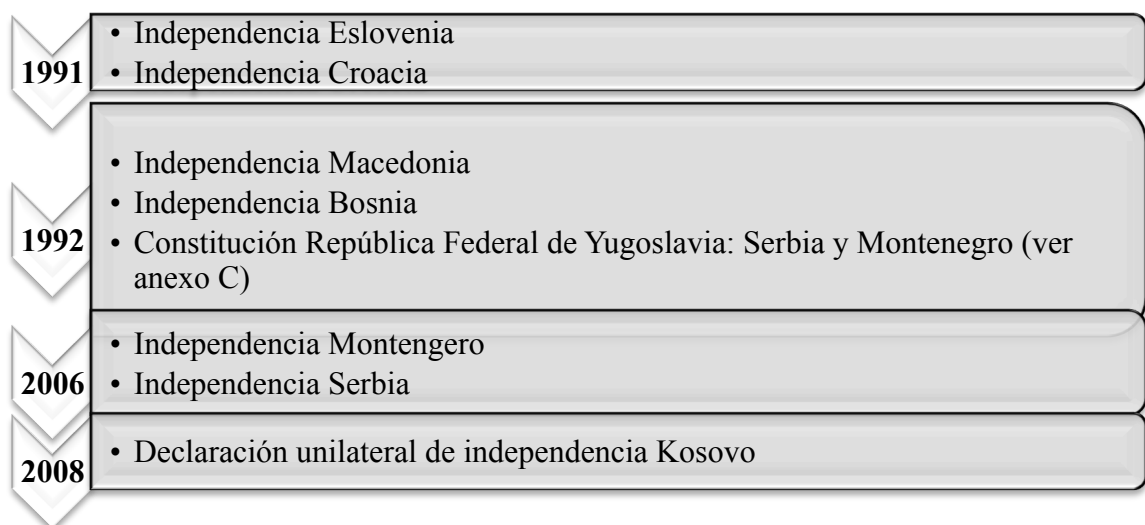 1991
• Independencia Eslovenia
• Independencia Croacia
1992
• Independencia Macedonia
• Independencia Bosnia
• Constitución República Federal de Yugoslavia: Serbia y Montenegro (ver
anexo C)
2006
• Independencia Montengero
• Independencia Serbia
2008
• Declaración unilateral de independencia Kosovo